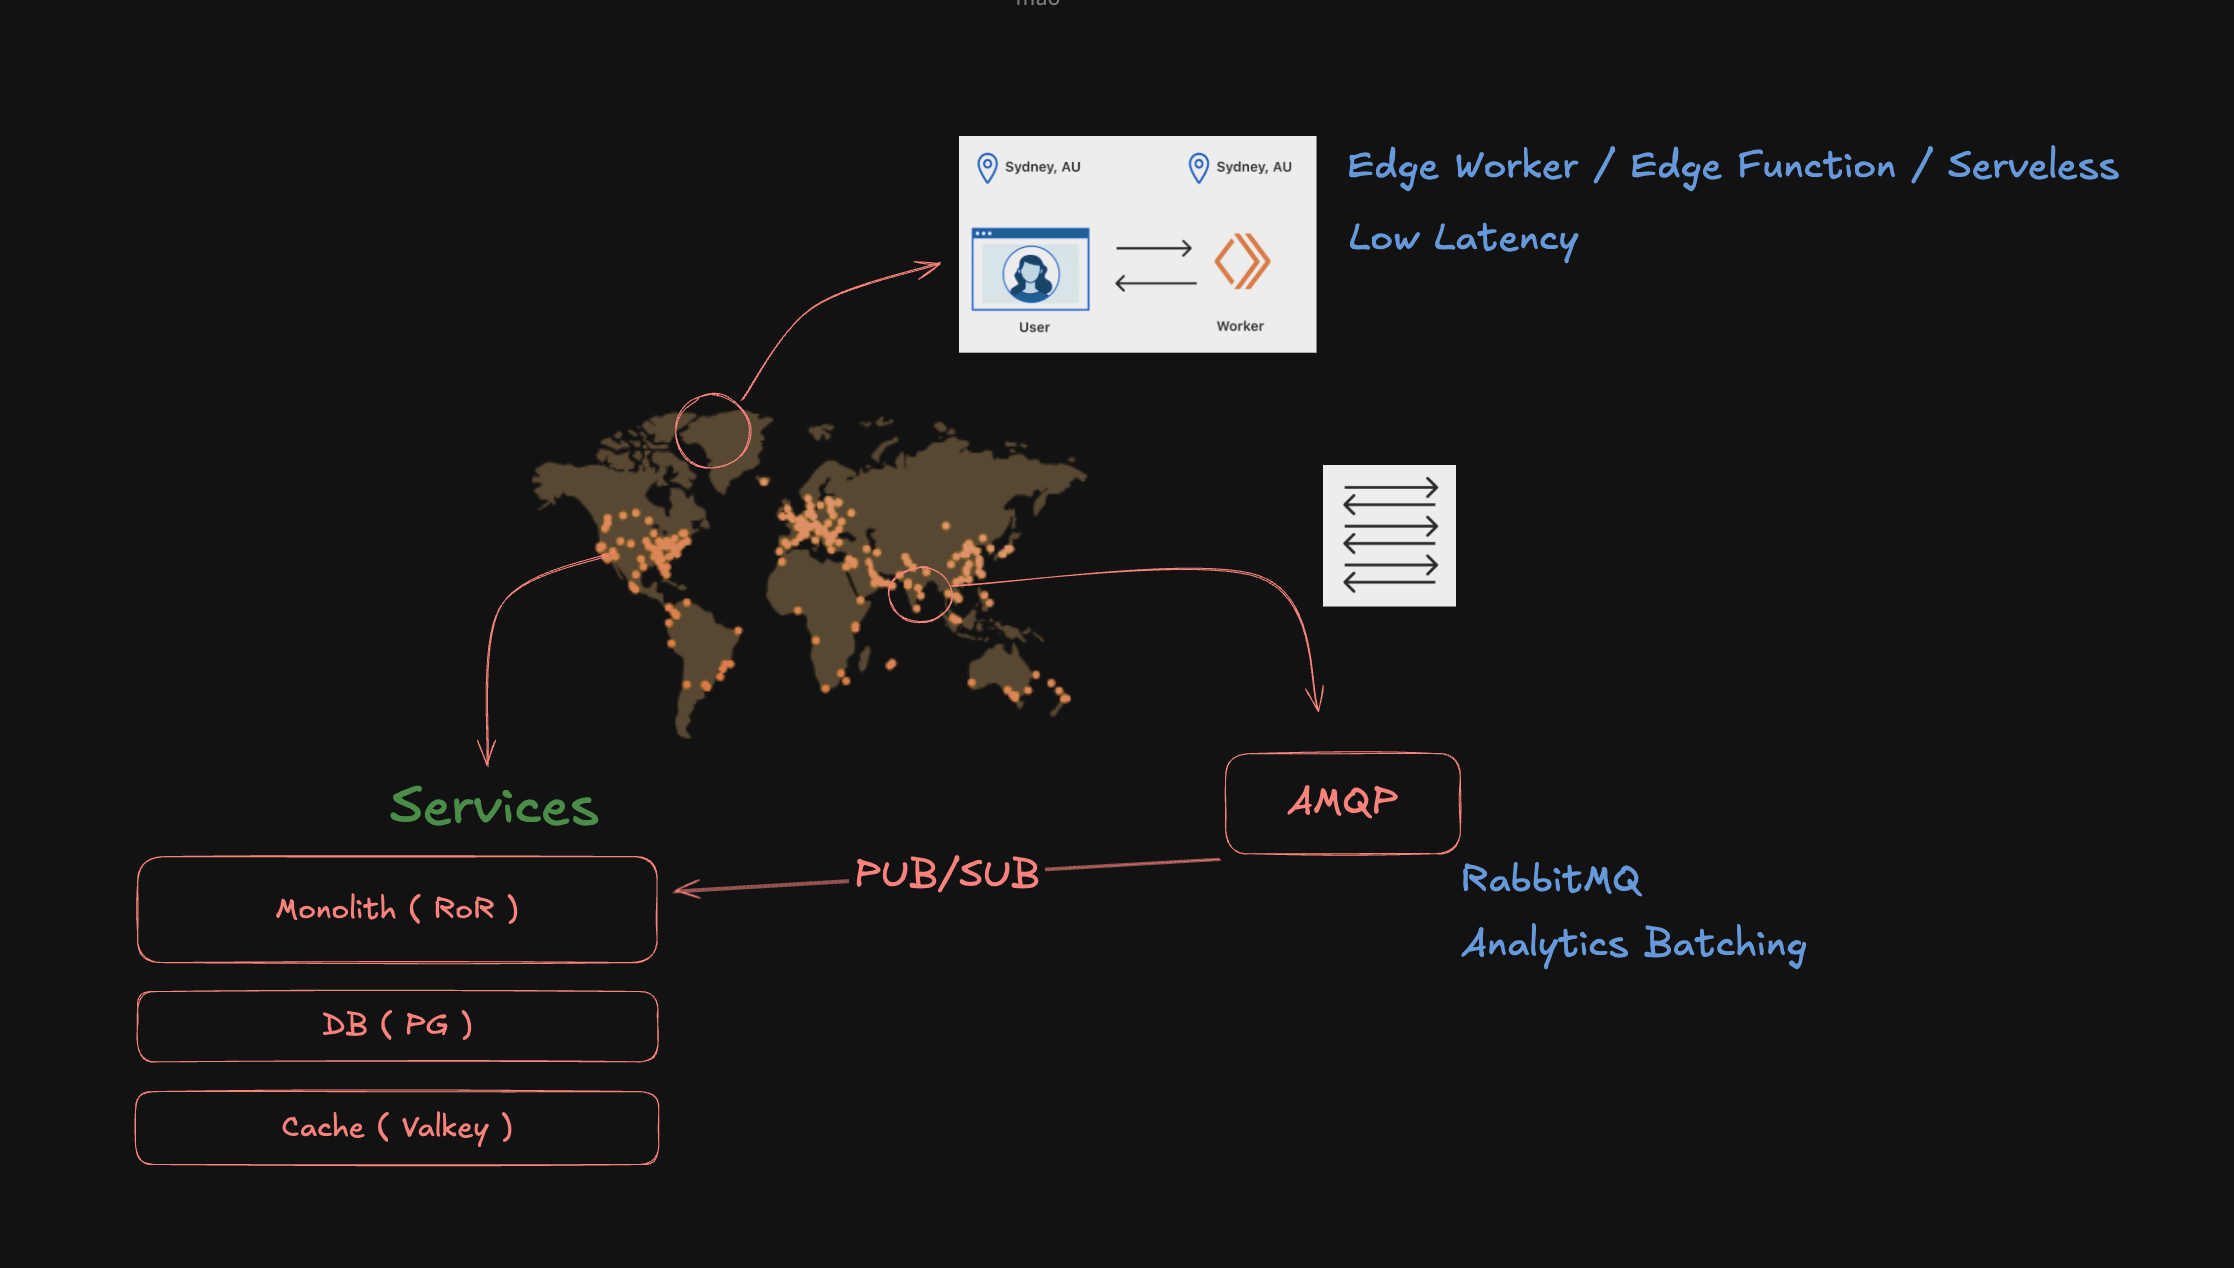 Sydney, AU
Sydney, AU
User
Worker
Edge Worker / Edge Function / Serveless
Low Latency
Services
Monolith ( RoR )
DB ( PG )
Cache ( Valkey )
PUB/SUB
AMQP
RabbitMQ
Analytics Batching